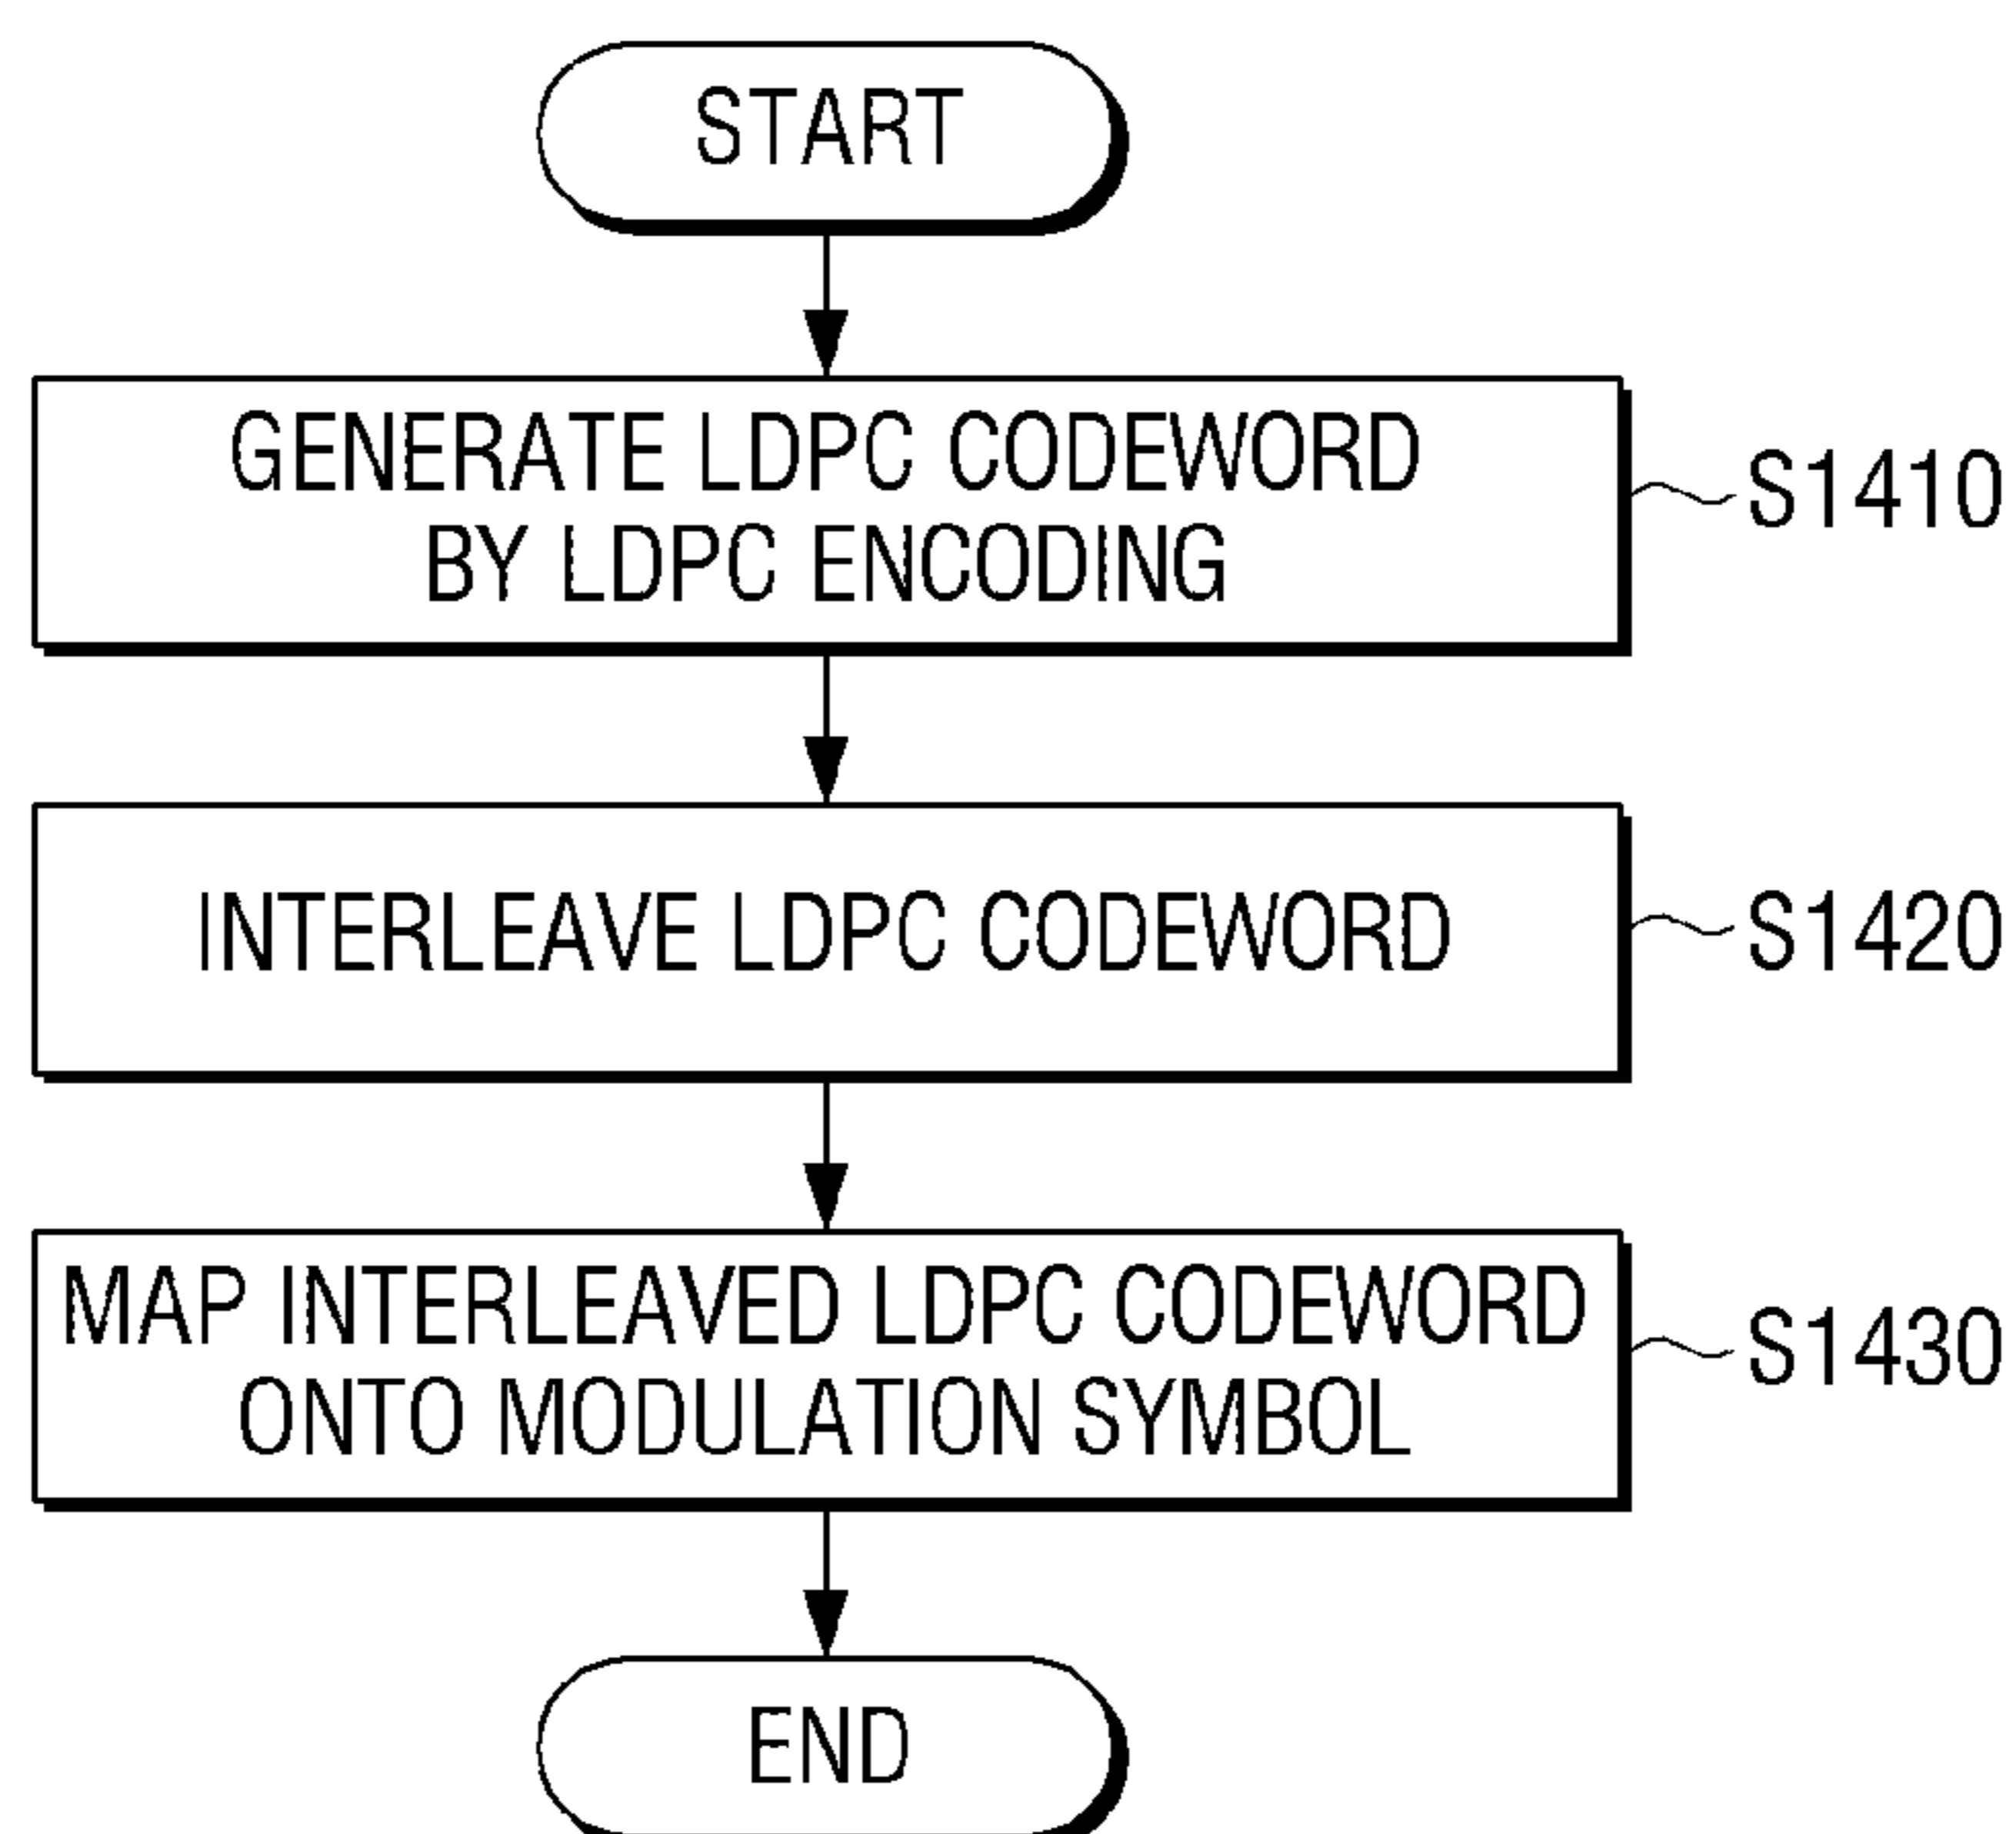 START
GENERATE LDPC CODEWORD
BY LDPC ENCODING
S1410
INTERLEAVE LDPC CODEWORD
S1420
MAP INTERLEAVED LDPC CODEWORD
ONTO MODULATION SYMBOL
S1430
END